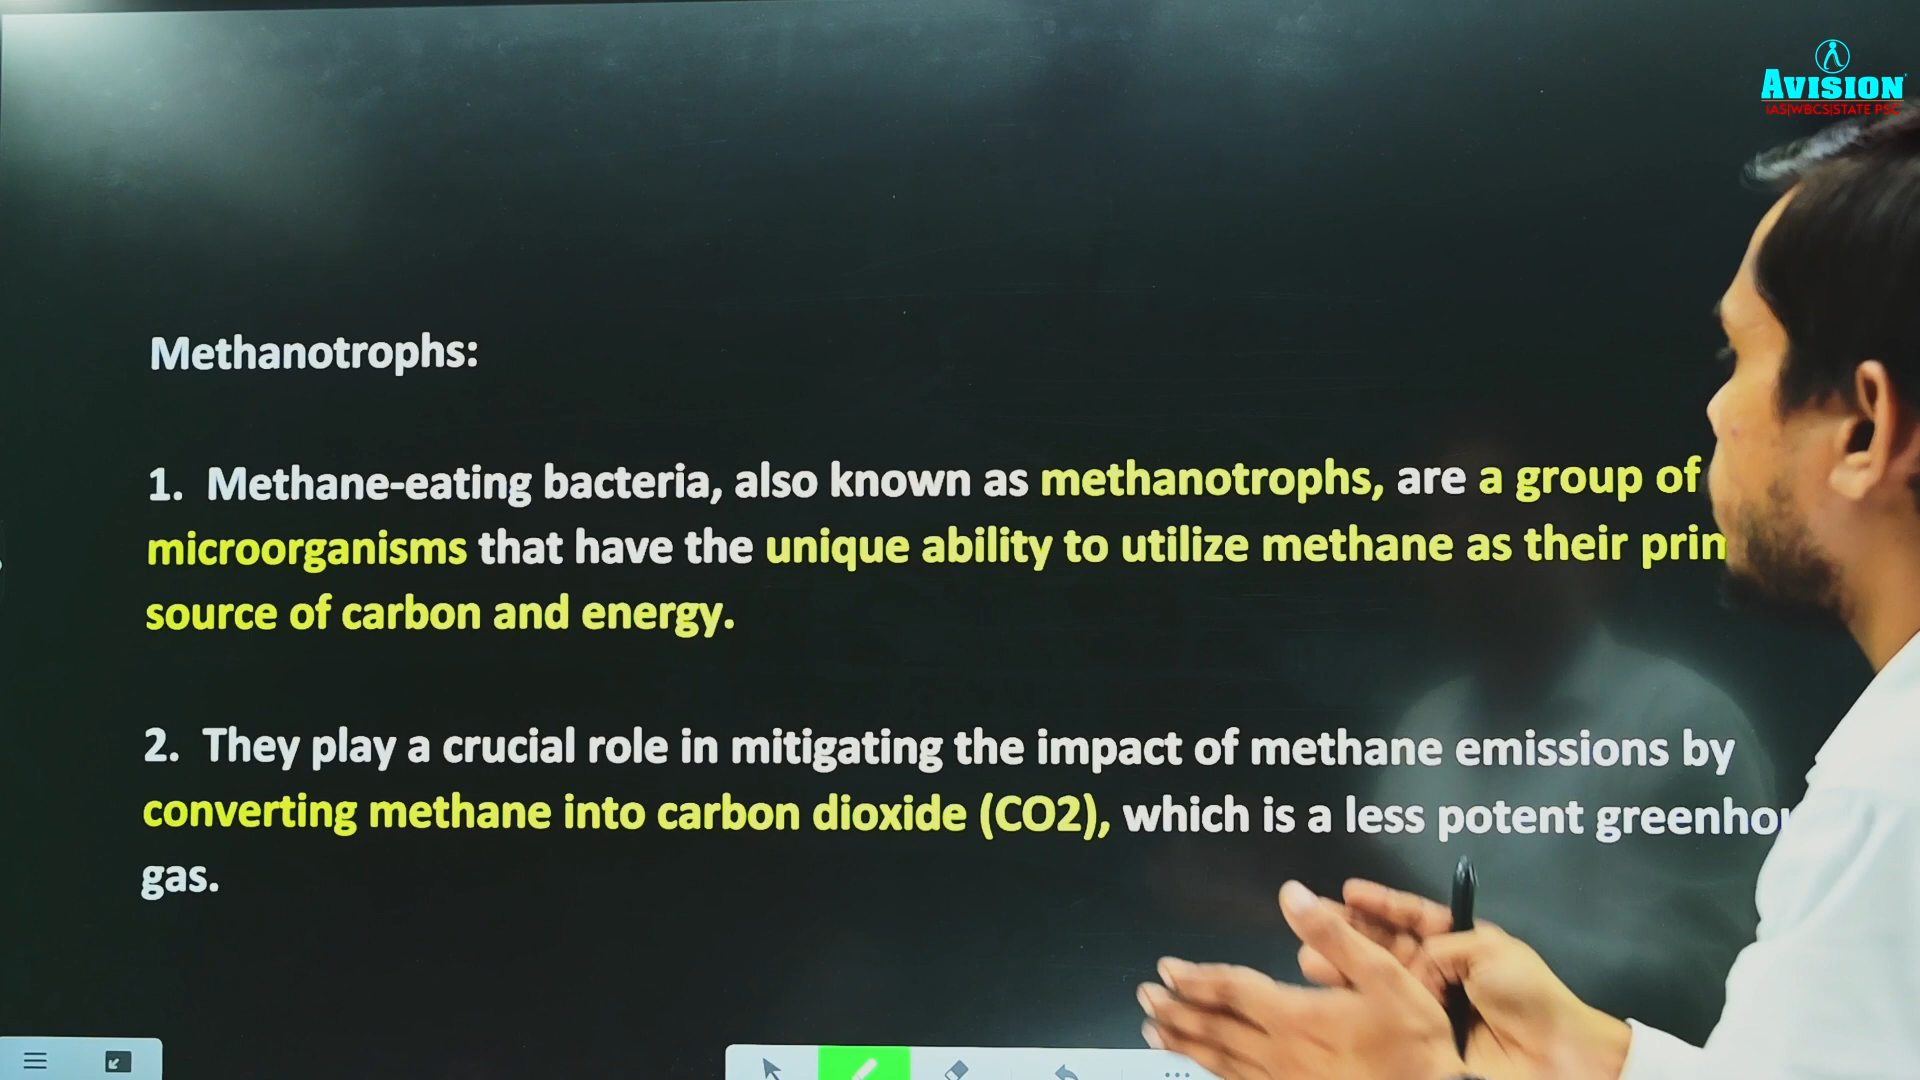 AVISION
IAS|WBCS|STATE PSC
Methanotrophs:
1. Methane-eating bacteria, also known as methanotrophs, are a group of
microorganisms that have the unique ability to utilize methane as their
source of carbon and energy.
2. They play a crucial role in mitigating the impact of methane emissions by
converting methane into carbon dioxide (CO2), which is a less potent
gas.